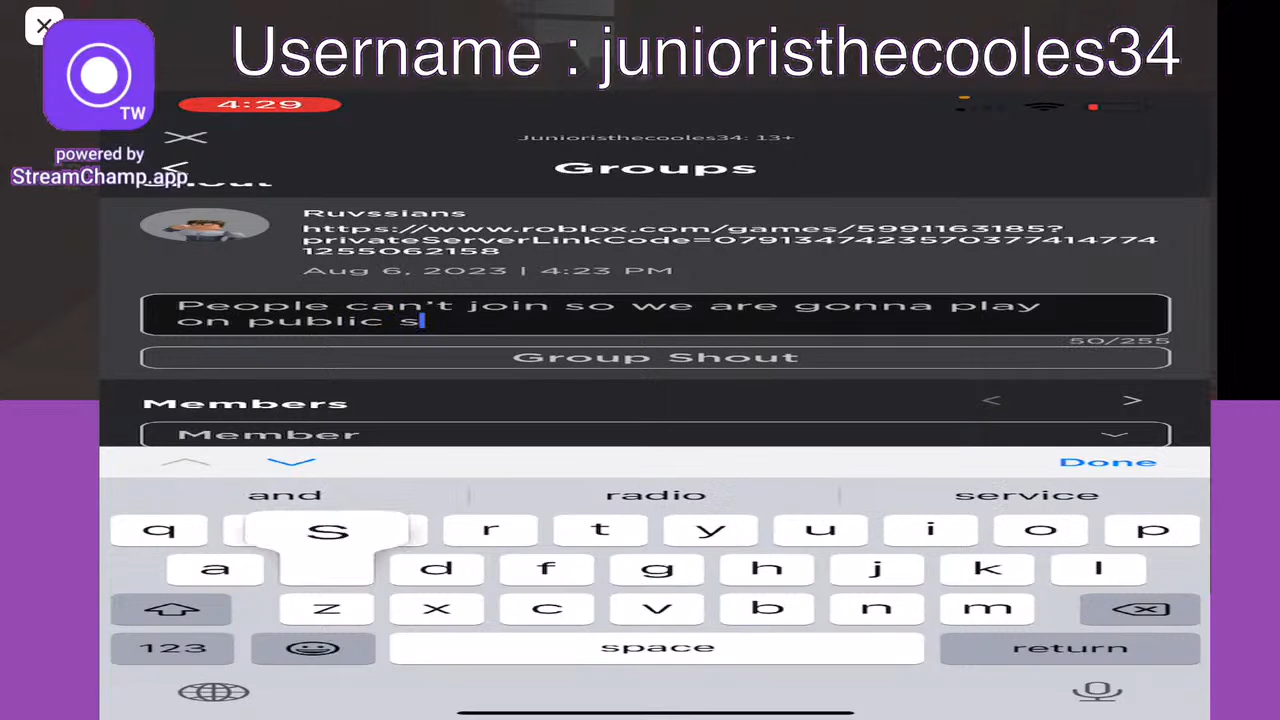 Username : junioristhecooles34
TW
powered by
StreamChamp.app
4:29
Junioristhecooles34: 13+
Groups
Ruvssians
https://www.roblox.com/games/5991163185?
privateServerLinkCode=079134742357037741477
1255062158
Aug 6, 2023 | 4:23 PM
People can't join so we are gonna play
on public s
50/255
Group Shout
Members
Member
Done
and radio service
q S r t y u i o p
a d f g h j k l
z x c v b n m
123 space return